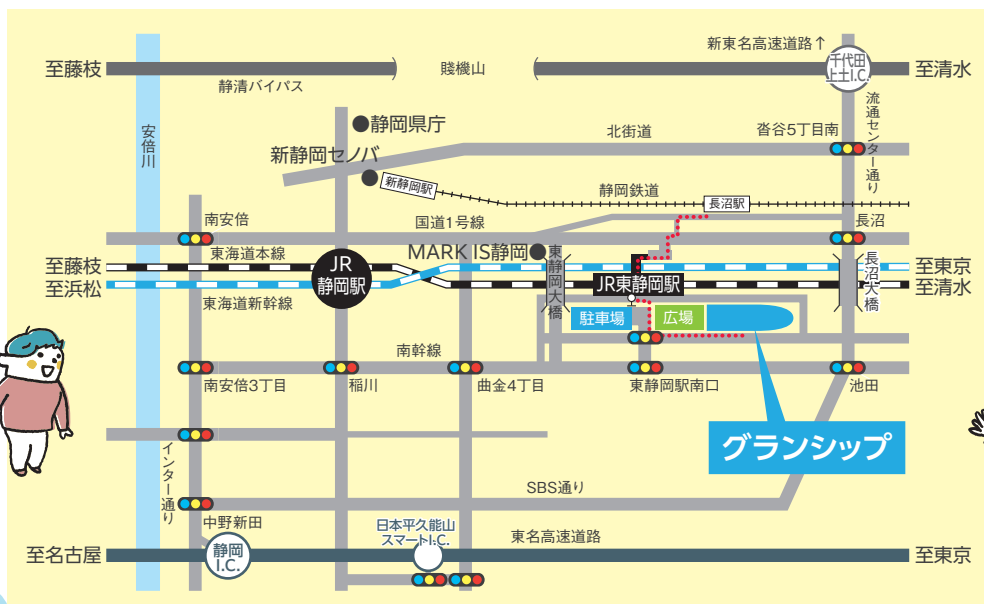 新東名高速道路↑
至藤枝
賤機山
千代田
上土I.C.
至清水
静清バイパス
流通センター通り
安倍川
静岡県庁
北街道
沓谷5丁目南
新静岡セノバ
新静岡駅
静岡鉄道
長沼駅
南安倍
国道1号線
長沼
東海道本線
MARK IS静岡
東静岡大橋
長沼大橋
至藤枝
JR
静岡駅
至東京
至浜松
JR東静岡駅
至清水
東海道新幹線
駐車場
広場
南幹線
南安倍3丁目
稲川
曲金4丁目
東静岡駅南口
池田
グランシップ
インター通り
SBS通り
中野新田
日本平久能山
スマートI.C.
東名高速道路
至名古屋
静岡
I.C.
至東京